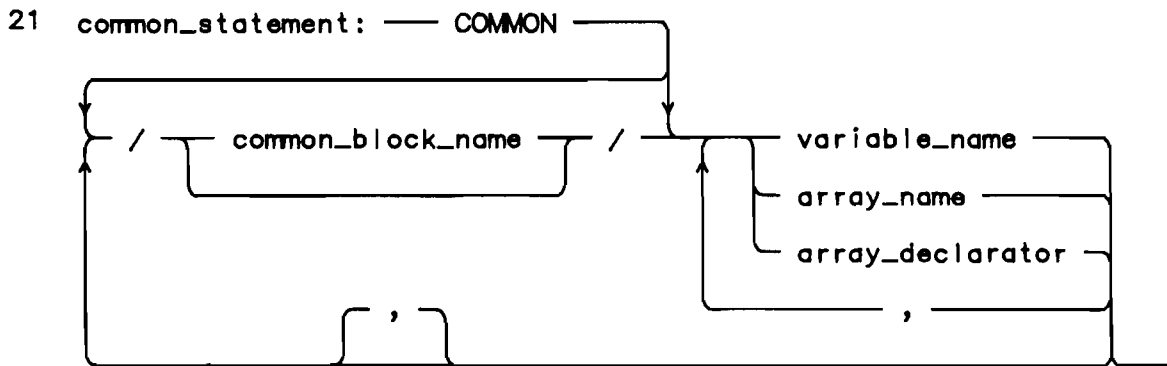 21 common_statement: COMMON
/ common_block_name / variable_name
array_name
array_declarator
, ,